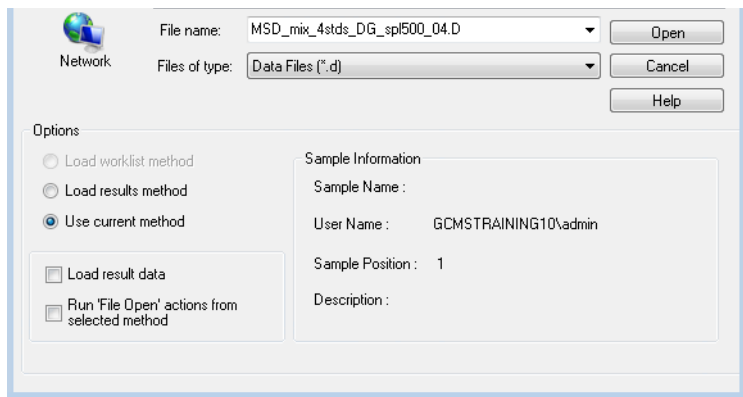 File name: MSD_mix_4stds_DG_spl500_04.D Open
Network
Files of type: Data Files (*.d) Cancel
Help
Options
Load worklist method
Load results method
Use current method
Load result data
Run 'File Open' actions from
selected method
Sample Information
Sample Name :
User Name : GCMSTRAINING10\admin
Sample Position : 1
Description :